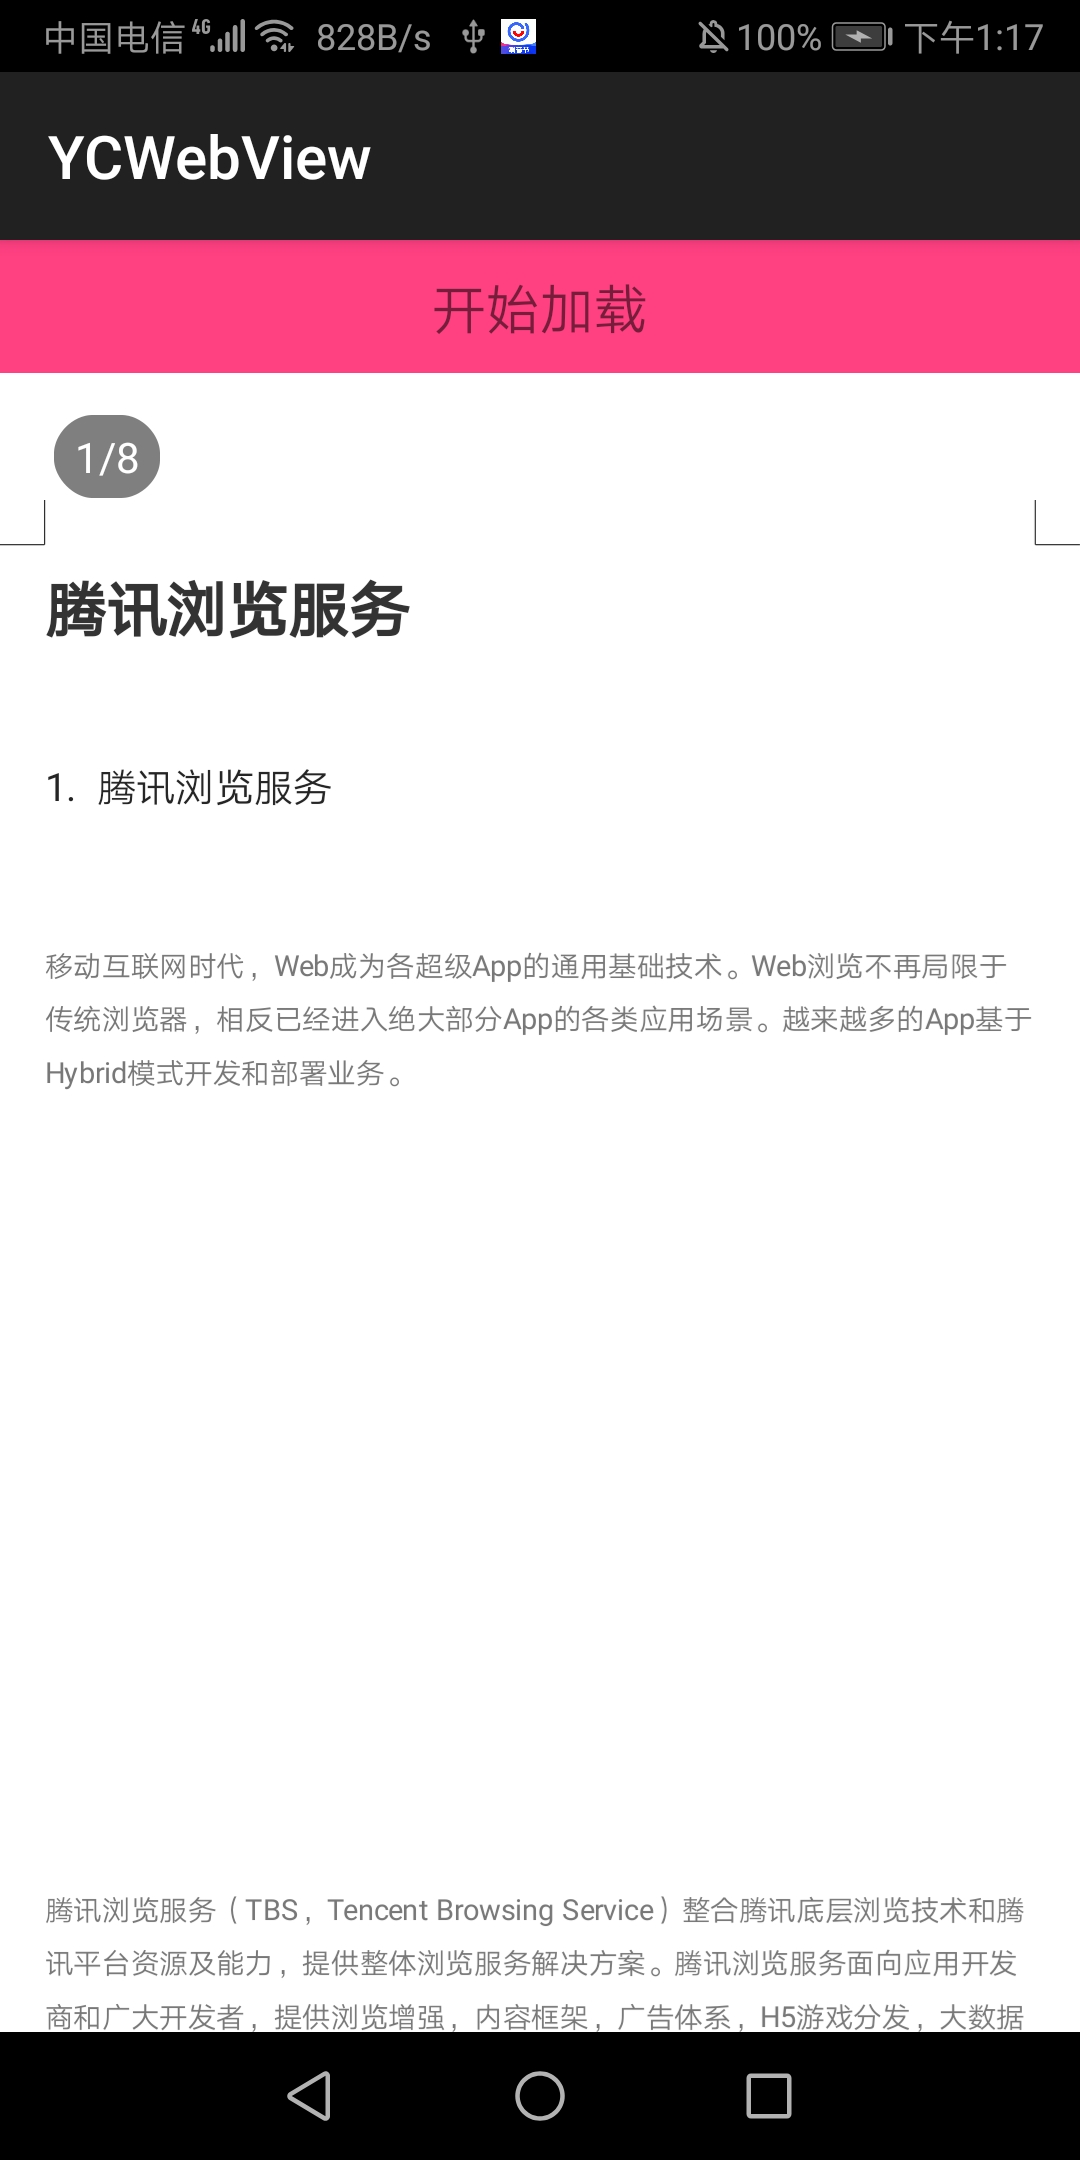 中国电信 4G 828B/s 100% 下午1:17
YCWebView
开始加载
1/8
腾讯浏览服务
1. 腾讯浏览服务
移动互联网时代，Web成为各超级App的通用基础技术。Web浏览不再局限于
传统浏览器，相反已经进入绝大部分App的各类应用场景。越来越多的App基于
Hybrid模式开发和部署业务。
腾讯浏览服务（TBS，Tencent Browsing Service）整合腾讯底层浏览技术和腾
讯平台资源及能力，提供整体浏览服务解决方案。腾讯浏览服务面向应用开发
商和广大开发者，提供浏览增强，内容框架，广告体系，H5游戏分发，大数据